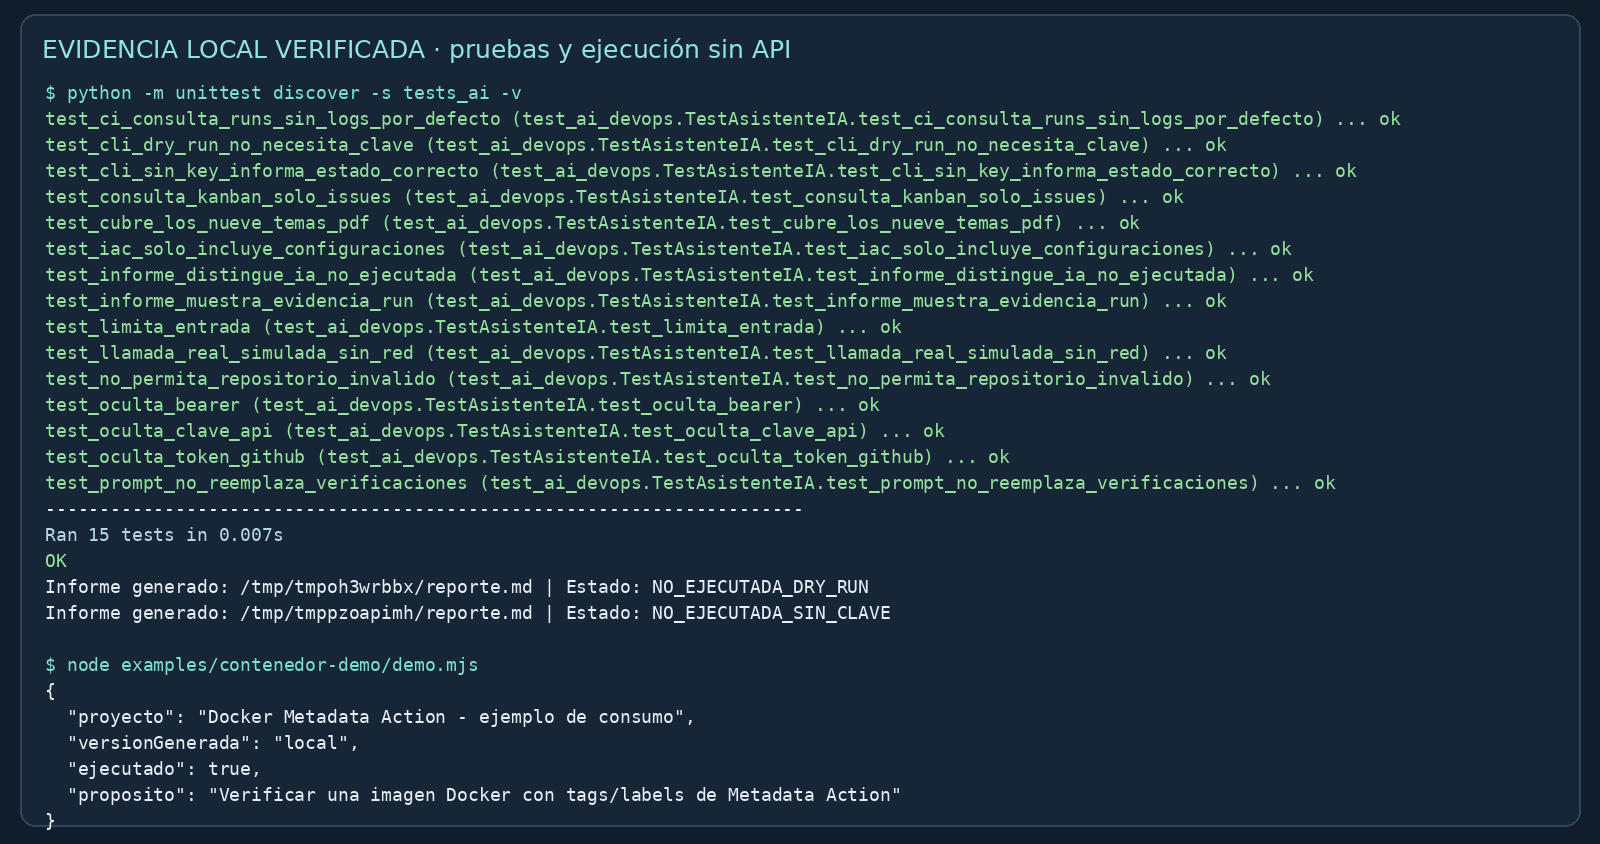 EVIDENCIA LOCAL VERIFICADA · pruebas y ejecución sin API
$ python -m unittest discover -s tests_ai -v
test_ci_consulta_runs_sin_logs_por_defecto (test_ai_devops.TestAsistenteIA.test_ci_consulta_runs_sin_logs_por_defecto) ... ok
test_cli_dry_run_no_necesita_clave (test_ai_devops.TestAsistenteIA.test_cli_dry_run_no_necesita_clave) ... ok
test_cli_sin_key_informa_estado_correcto (test_ai_devops.TestAsistenteIA.test_cli_sin_key_informa_estado_correcto) ... ok
test_consulta_kanban_solo_issues (test_ai_devops.TestAsistenteIA.test_consulta_kanban_solo_issues) ... ok
test_cubre_los_nueve_temas_pdf (test_ai_devops.TestAsistenteIA.test_cubre_los_nueve_temas_pdf) ... ok
test_iac_solo_incluye_configuraciones (test_ai_devops.TestAsistenteIA.test_iac_solo_incluye_configuraciones) ... ok
test_informe_distingue_ia_no_ejecutada (test_ai_devops.TestAsistenteIA.test_informe_distingue_ia_no_ejecutada) ... ok
test_informe_muestra_evidencia_run (test_ai_devops.TestAsistenteIA.test_informe_muestra_evidencia_run) ... ok
test_limita_entrada (test_ai_devops.TestAsistenteIA.test_limita_entrada) ... ok
test_llamada_real_simulada_sin_red (test_ai_devops.TestAsistenteIA.test_llamada_real_simulada_sin_red) ... ok
test_no_permita_repositorio_invalido (test_ai_devops.TestAsistenteIA.test_no_permita_repositorio_invalido) ... ok
test_oculta_bearer (test_ai_devops.TestAsistenteIA.test_oculta_bearer) ... ok
test_oculta_clave_api (test_ai_devops.TestAsistenteIA.test_oculta_clave_api) ... ok
test_oculta_token_github (test_ai_devops.TestAsistenteIA.test_oculta_token_github) ... ok
test_prompt_no_reemplaza_verificaciones (test_ai_devops.TestAsistenteIA.test_prompt_no_reemplaza_verificaciones) ... ok
----------------------------------------------------------------------
Ran 15 tests in 0.007s
OK
Informe generado: /tmp/tmpoh3wrbbx/reporte.md | Estado: NO_EJECUTADA_DRY_RUN
Informe generado: /tmp/tmppzoapimh/reporte.md | Estado: NO_EJECUTADA_SIN_CLAVE
$ node examples/contenedor-demo/demo.mjs
{
  "proyecto": "Docker Metadata Action - ejemplo de consumo",
  "versionGenerada": "local",
  "ejecutado": true,
  "proposito": "Verificar una imagen Docker con tags/labels de Metadata Action"
}